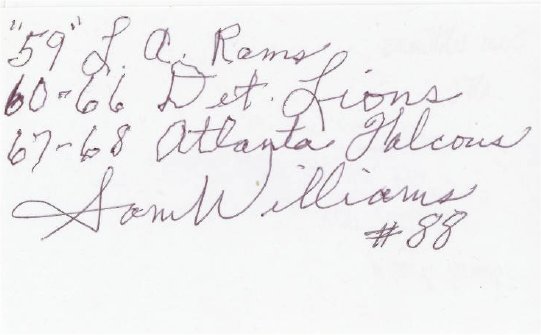 "59" L. A. Rams
60-66 Det. Lions
67-68 Atlanta Falcons
Sam Williams
#88